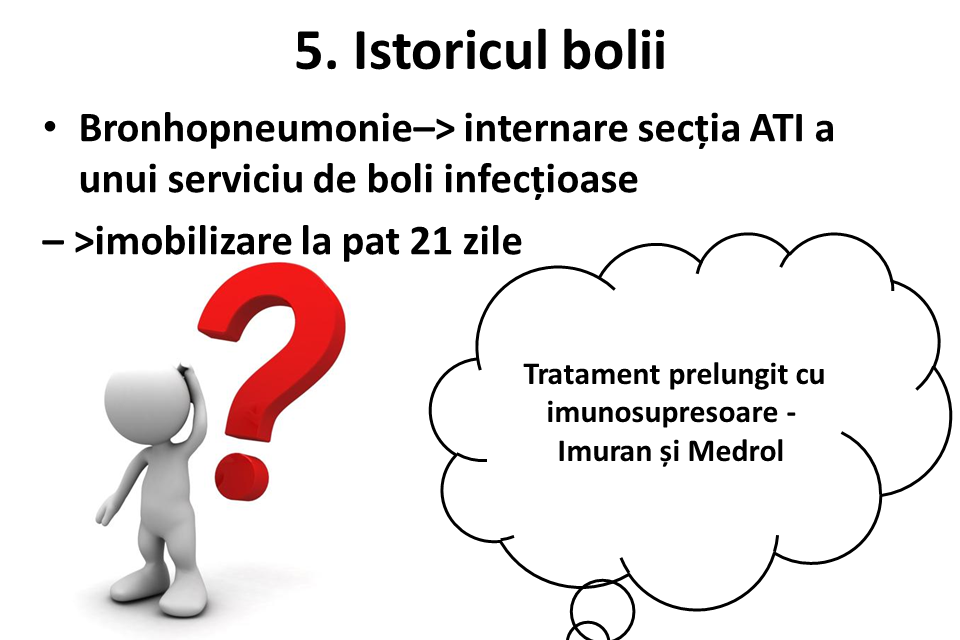 5. Istoricul bolii
• Bronhopneumonie–> internare secția ATI a
unui serviciu de boli infecțioase
– >imobilizare la pat 21 zile
Tratament prelungit cu
imunosupresoare -
Imuran și Medrol